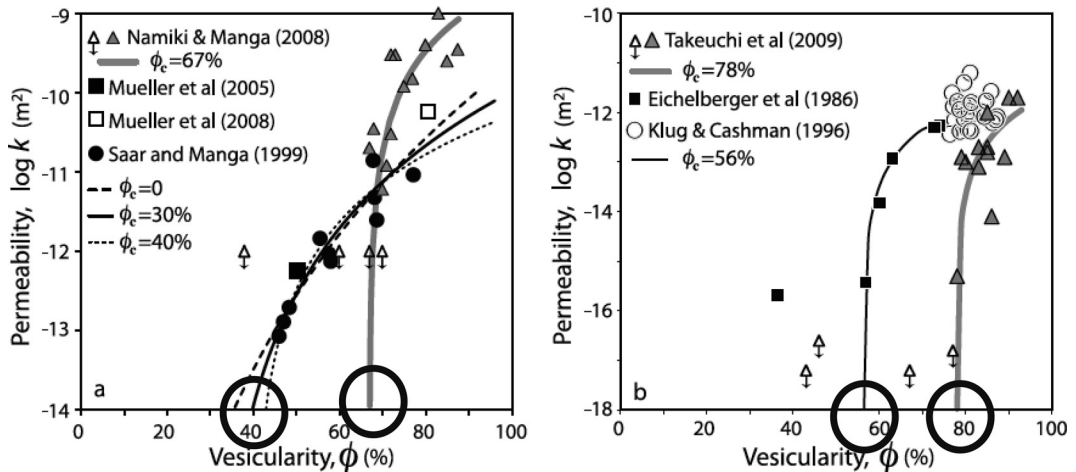 -9
-10
-11
-12
-13
-14
Permeability, log k (m²)
Namiki & Manga (2008)
ϕc=67%
Mueller et al (2005)
Mueller et al (2008)
Saar and Manga (1999)
ϕc=0
ϕc=30%
ϕc=40%
a
0 20 40 60 80 100
Vesicularity, ϕ (%)
-10
-12
-14
-16
-18
Permeability, log k (m²)
Takeuchi et al (2009)
ϕc=78%
Eichelberger et al (1986)
Klug & Cashman (1996)
ϕc=56%
b
0 20 40 60 80 100
Vesicularity, ϕ (%)